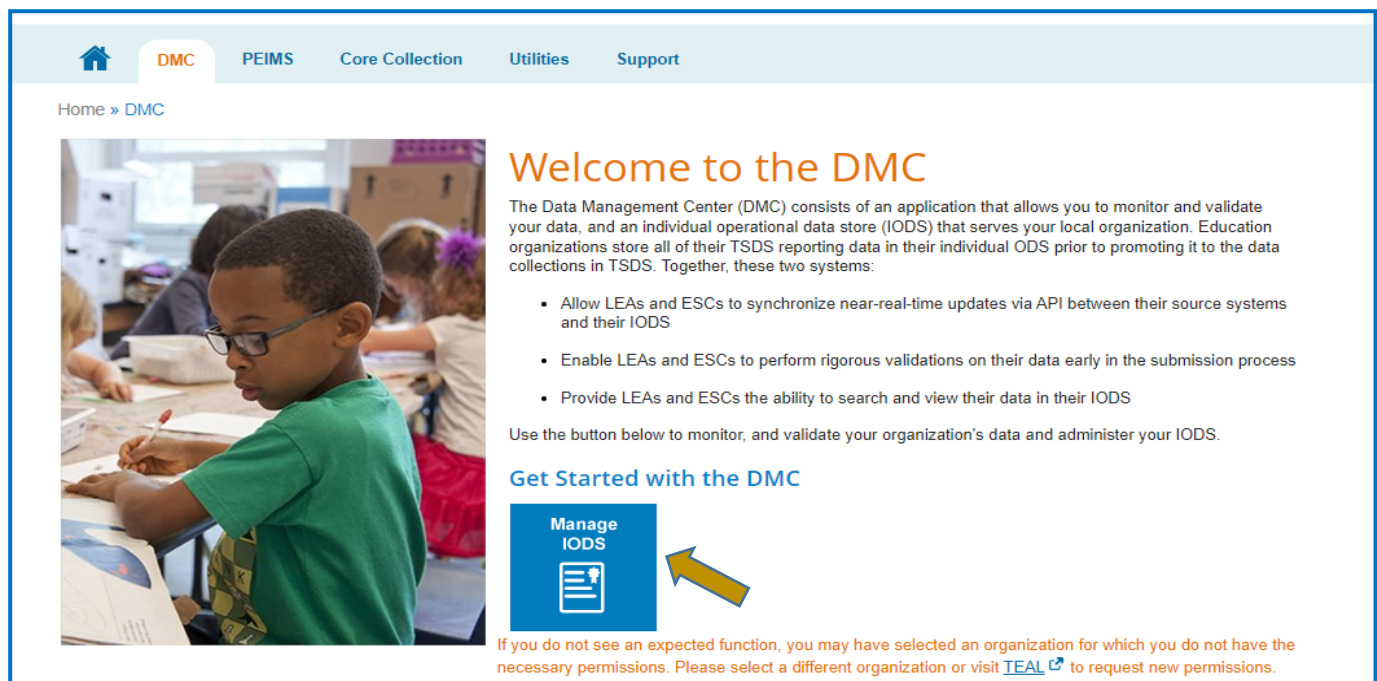 DMC PEIMS Core Collection Utilities Support
Home » DMC
Welcome to the DMC
The Data Management Center (DMC) consists of an application that allows you to monitor and validate
your data, and an individual operational data store (IODS) that serves your local organization. Education
organizations store all of their TSDS reporting data in their individual ODS prior to promoting it to the data
collections in TSDS. Together, these two systems:
• Allow LEAs and ESCs to synchronize near-real-time updates via API between their source systems
and their IODS
• Enable LEAs and ESCs to perform rigorous validations on their data early in the submission process
• Provide LEAs and ESCs the ability to search and view their data in their IODS
Use the button below to monitor, and validate your organization's data and administer your IODS.
Get Started with the DMC
Manage
IODS
If you do not see an expected function, you may have selected an organization for which you do not have the
necessary permissions. Please select a different organization or visit TEAL to request new permissions.